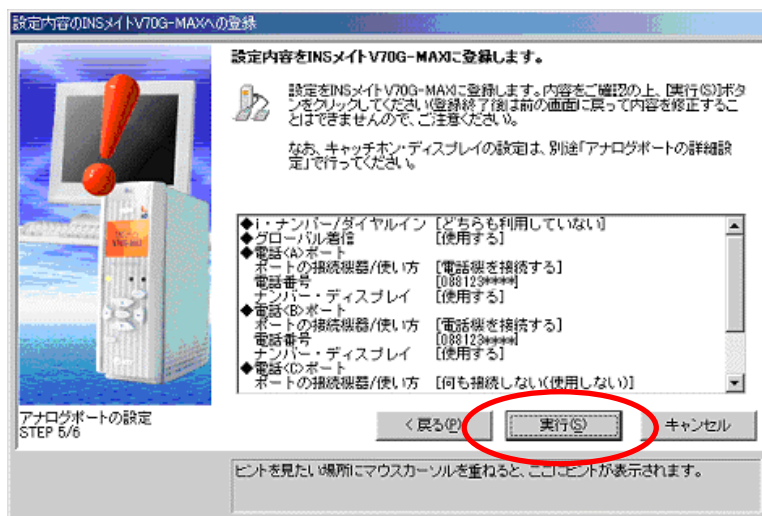 設定内容のINSメイトV70G-MAXへの登録
設定内容をINSメイトV70G-MAXに登録します。
設定をINSメイトV70G-MAXに登録します。内容をご確認の上、[実行(S)]ボタ
ンをクリックしてください(登録終了後は前の画面に戻って内容を修正するこ
とはできませんので、ご注意ください)。
なお、キャッチホン・ディスプレイの設定は、別途「アナログポートの詳細設
定」で行ってください。
◆i・ナンバー/ダイヤルイン [どちらも利用していない]
◆グローバル着信 [使用する]
◆電話<A>ポート
ポートの接続機器/使い方 [電話機を接続する]
電話番号 [088123****]
ナンバー・ディスプレイ [使用する]
◆電話<B>ポート
ポートの接続機器/使い方 [電話機を接続する]
電話番号 [088123****]
ナンバー・ディスプレイ [使用する]
◆電話<C>ポート
ポートの接続機器/使い方 [何も接続しない(使用しない)]
アナログポートの設定
STEP 5/6
<戻る(P)
実行(S)
キャンセル
ヒントを見たい場所にマウスカーソルを重ねると、ここにヒントが表示されます。